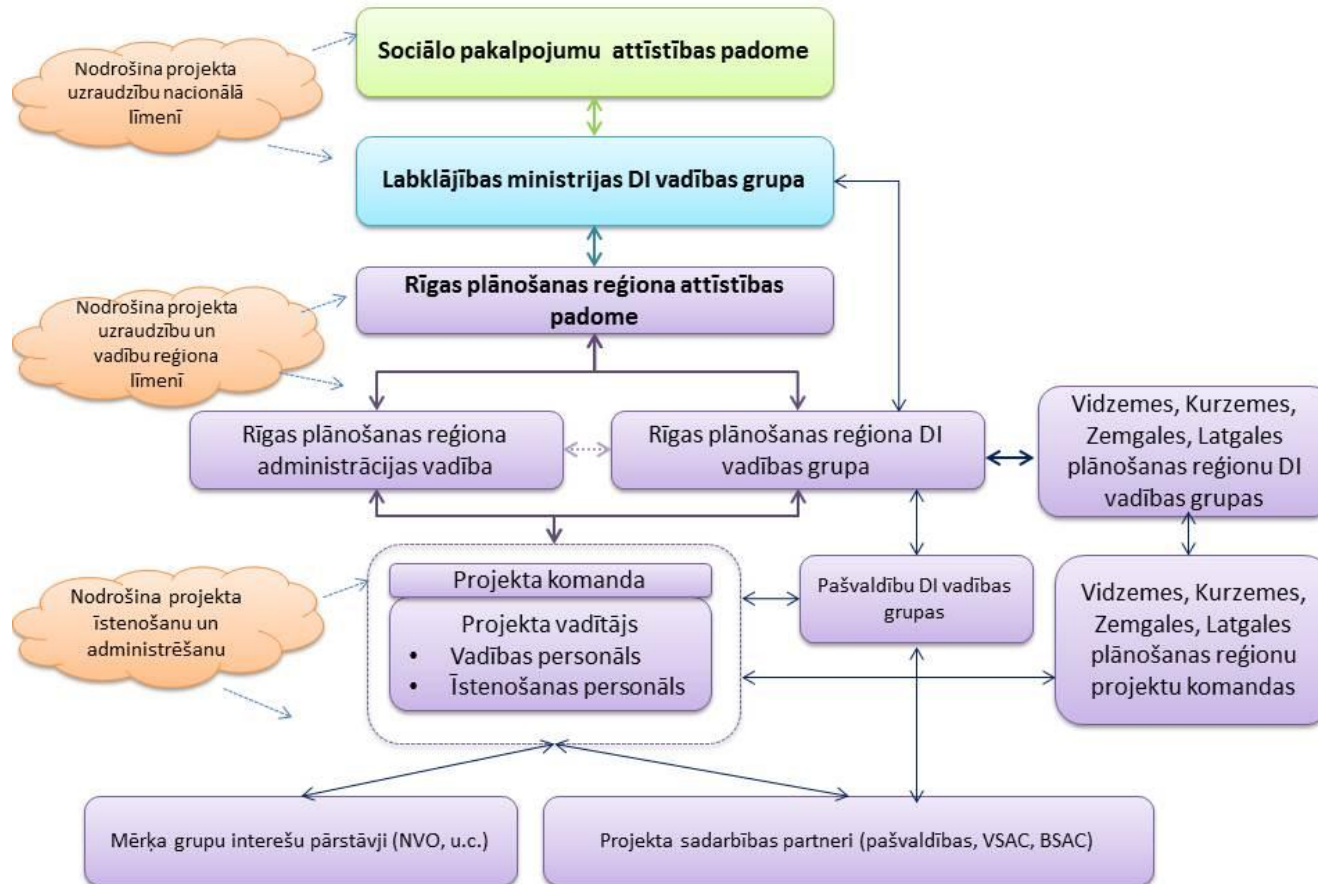 Sociālo pakalpojumu attīstības padome
Nodrošina projekta
uzraudzību nacionālā
līmenī
Labklājības ministrijas DI vadības grupa
Rīgas plānošanas reģiona attīstības
padome
Nodrošina projekta
uzraudzību un
vadību reģiona
līmenī
Rīgas plānošanas reģiona
administrācijas vadība
Rīgas plānošanas reģiona DI
vadības grupa
Vidzemes, Kurzemes,
Zemgales, Latgales
plānošanas reģionu DI
vadības grupas
Nodrošina projekta
īstenošanu un
administrēšanu
Projekta komanda
Projekta vadītājs
• Vadības personāls
• Īstenošanas personāls
Pašvaldību DI vadības
grupas
Vidzemes, Kurzemes,
Zemgales, Latgales
plānošanas reģionu
projektu komandas
Mērķa grupu interešu pārstāvji (NVO, u.c.)
Projekta sadarbības partneri (pašvaldības, VSAC, BSAC)